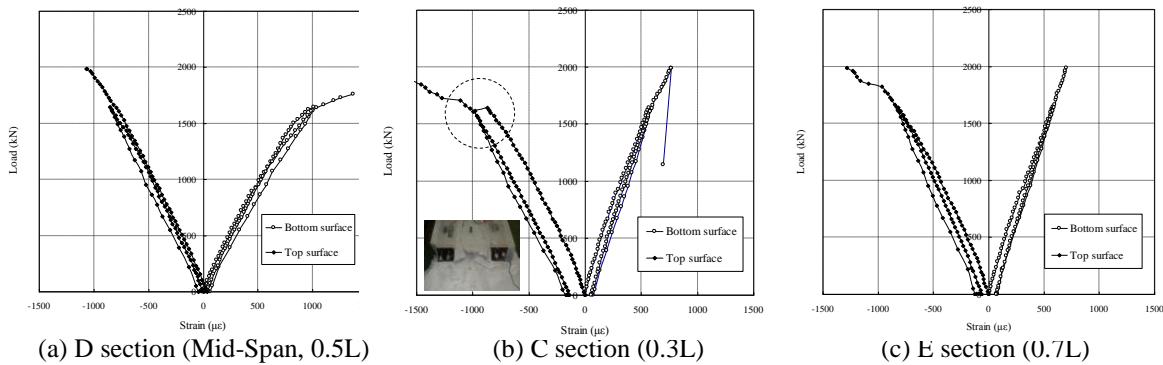 2500
2000
1500
1000
500
0
-1500 -1000 -500 0 500 1000
Load (kN)
Strain (με)
Bottom surface
Top surface
(a) D section (Mid-Span, 0.5L)
2500
2000
1500
1000
500
0
-1500 -1000 -500 0 500 1000 1500
Load (kN)
Strain (με)
Bottom surface
Top surface
(b) C section (0.3L)
2500
2000
1500
1000
500
0
-1500 -1000 -500 0 500 1000 1500
Load (kN)
Strain (με)
Bottom surface
Top surface
(c) E section (0.7L)